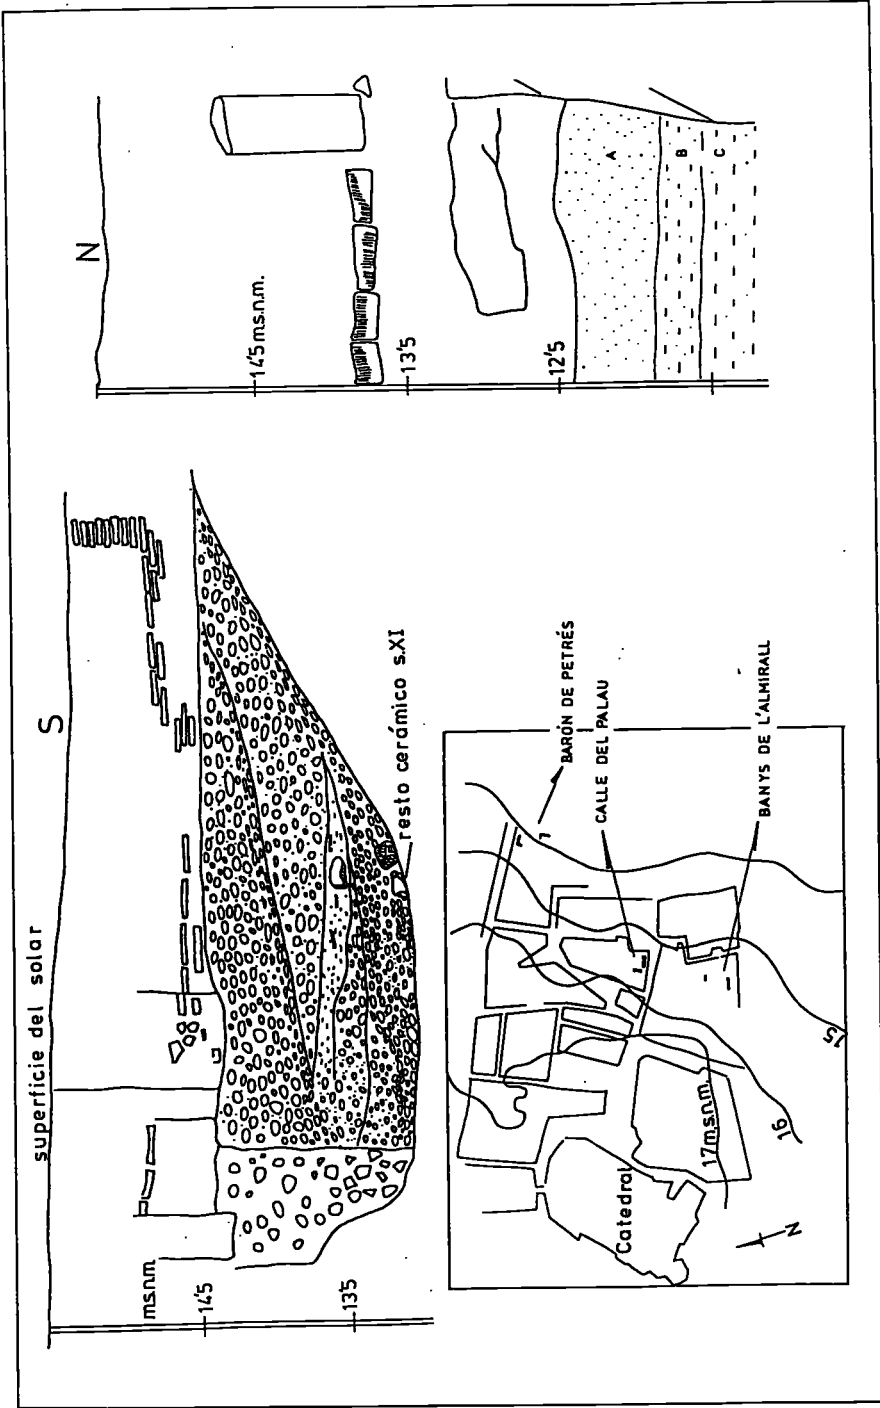 superficie del solar
S
m.s.n.m.
14'5
13'5
resto cerámico s.XI
N
14'5 m.s.n.m.
13'5
12'5
A
B
C
BARÓN DE PETRÉS
CALLE DEL PALAU
BANYS DE L'ALMIRALL
Catedral
17 m.s.n.m.
16
15
N